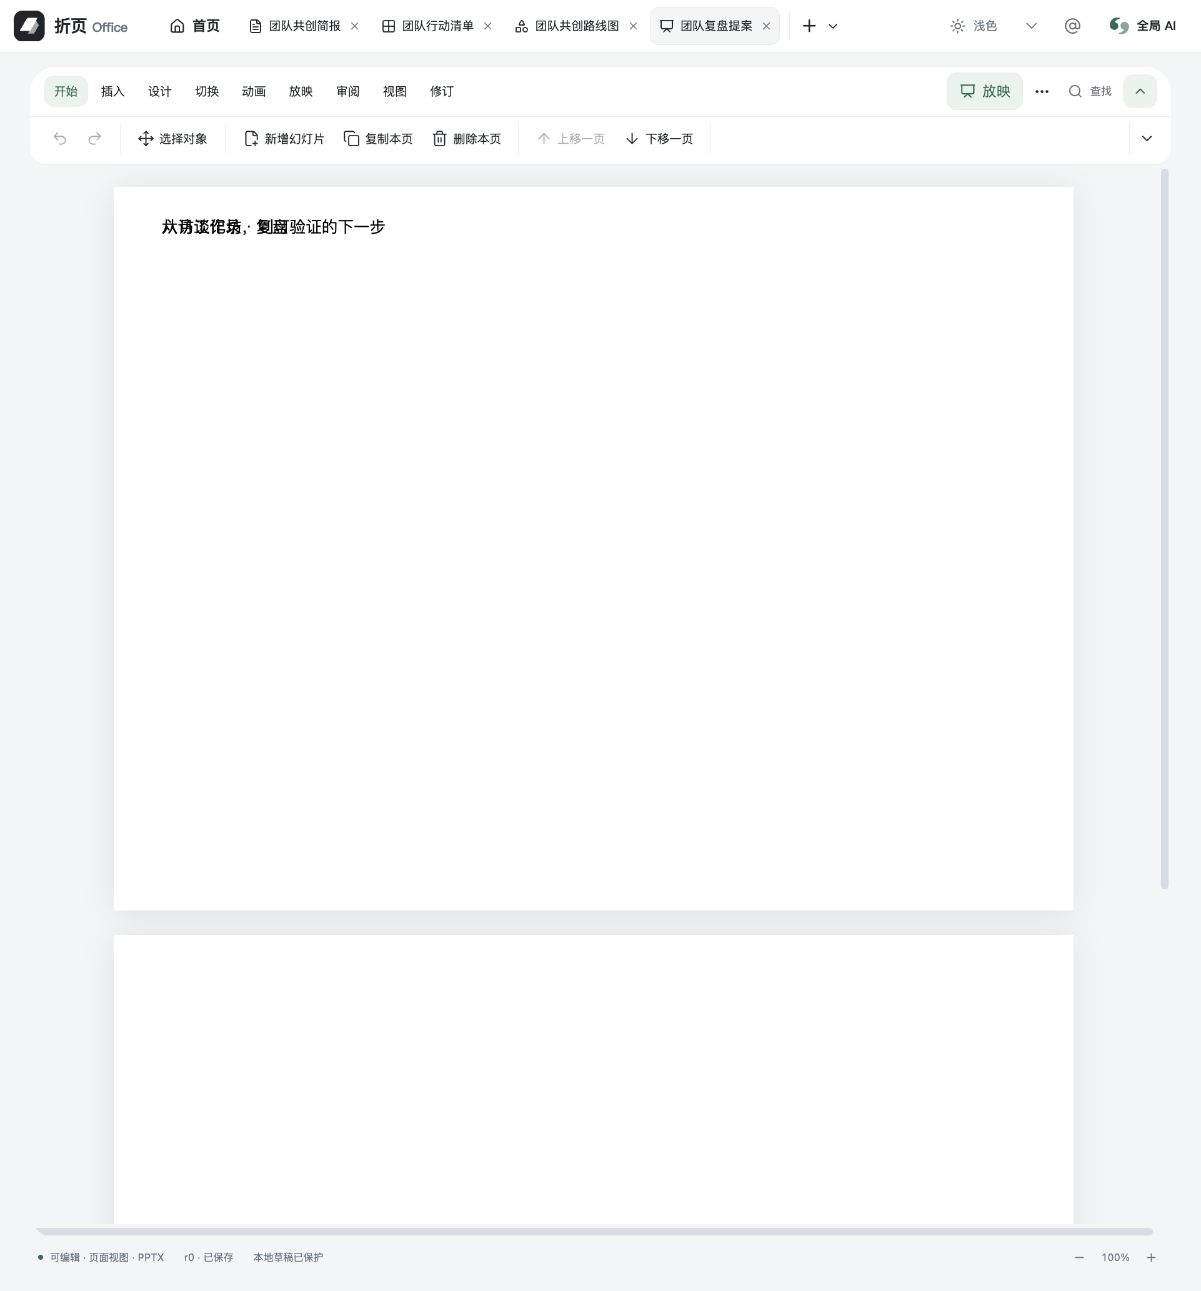 折页 Office
首页
团队共创简报
团队行动清单
团队共创路线图
团队复盘提案
浅色
全局 AI
开始
插入
设计
切换
动画
放映
审阅
视图
修订
放映
查找
选择对象
新增幻灯片
复制本页
删除本页
上移一页
下移一页
验证的下一步
可编辑 · 页面视图 · PPTX
r0 · 已保存
本地草稿已保护
100%